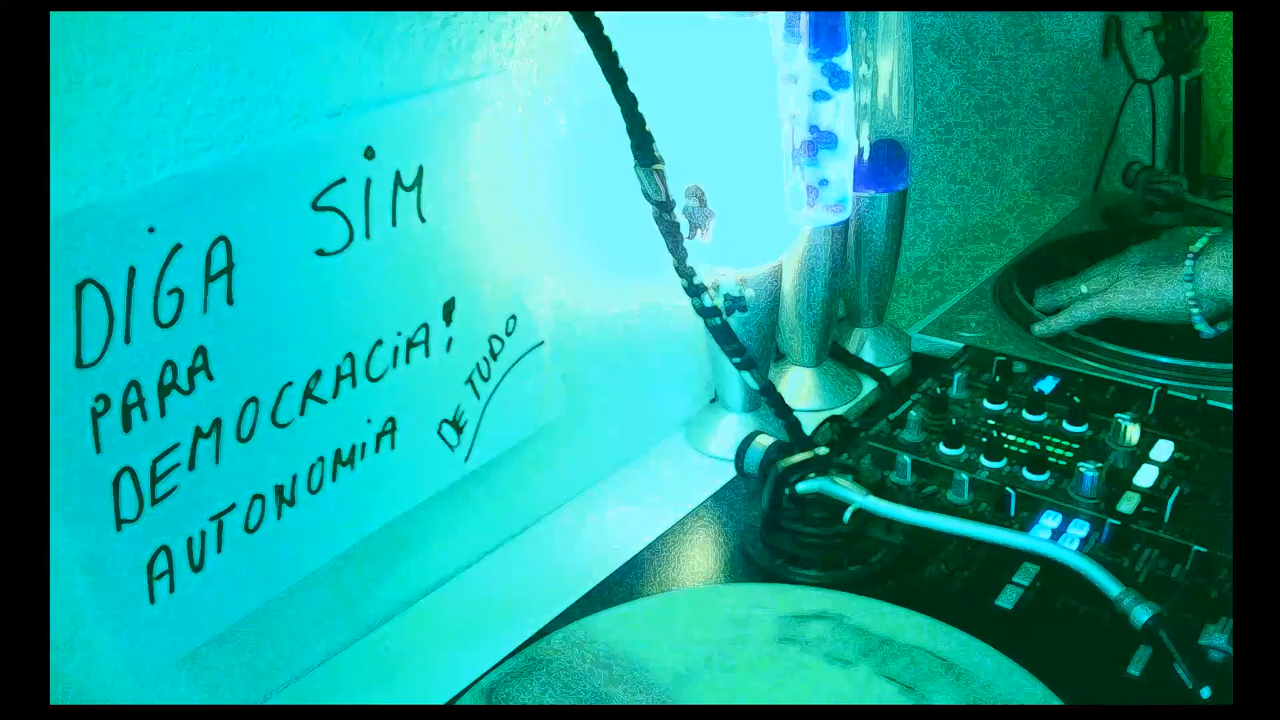 DIGA SIM
PARA
DEMOCRACIA!
AUTONOMIA
DE TUDO